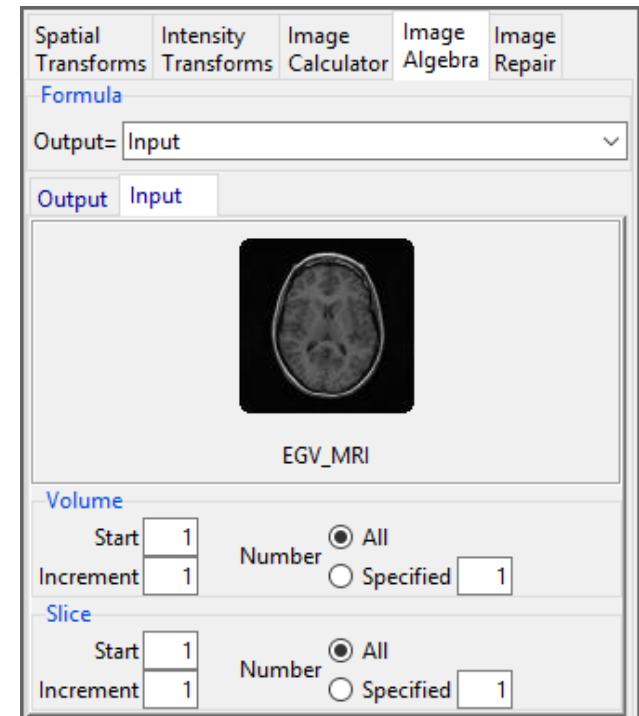 Spatial Transforms
Intensity Transforms
Image Calculator
Image Algebra
Image Repair
Formula
Output= Input
Output Input
EGV_MRI
Volume
Start 1
Increment 1
Number
All
Specified 1
Slice
Start 1
Increment 1
Number
All
Specified 1